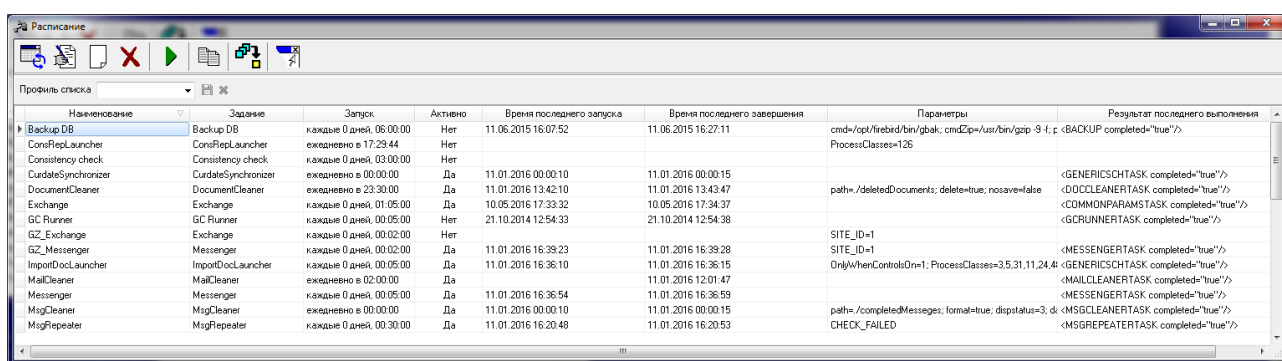 Расписание
Профиль списка
Наименование Задание Запуск Активно Время последнего запуска Время последнего завершения Параметры Результат последнего выполнения
Backup DB Backup DB каждые 0 дней, 06:00:00 Нет 11.06.2015 16:07:52 11.06.2015 16:27:11 cmd=/opt/firebird/bin/gbak; cmdZip=/usr/bin/gzip -9 -f; p <BACKUP completed="true"/>
ConsRepLauncher ConsRepLauncher ежедневно в 17:29:44 Нет ProcessClasses=126
Consistency check Consistency check каждые 0 дней, 03:00:00 Нет
CurdateSynchronizer CurdateSynchronizer ежедневно в 00:00:00 Да 11.01.2016 00:00:10 11.01.2016 00:00:15 <GENERICSCHTASK completed="true"/>
DocumentCleaner DocumentCleaner ежедневно в 23:30:00 Да 11.01.2016 13:42:10 11.01.2016 13:43:47 path=./deletedDocuments; delete=true; nosave=false <DOCCLEANERTASK completed="true"/>
Exchange Exchange каждые 0 дней, 01:05:00 Да 10.05.2016 17:33:32 10.05.2016 17:34:37 <COMMONPARAMSTASK completed="true"/>
GC Runner GC Runner каждые 0 дней, 00:05:00 Нет 21.10.2014 12:54:33 21.10.2014 12:54:38 <GCRUNNERTASK completed="true"/>
GZ_Exchange Exchange каждые 0 дней, 00:02:00 Нет SITE_ID=1
GZ_Messenger Messenger каждые 0 дней, 00:02:00 Да 11.01.2016 16:39:23 11.01.2016 16:39:28 SITE_ID=1 <MESSENGERTASK completed="true"/>
ImportDocLauncher ImportDocLauncher каждые 0 дней, 00:05:00 Да 11.01.2016 16:36:10 11.01.2016 16:36:15 OnlyWhenControlsOn=1; ProcessClasses=3,5,31,11,24,4 <GENERICSCHTASK completed="true"/>
MailCleaner MailCleaner ежедневно в 02:00:00 Да 11.01.2016 12:01:47 <MAILCLEANERTASK completed="true"/>
Messenger Messenger каждые 0 дней, 00:05:00 Да 11.01.2016 16:36:54 11.01.2016 16:36:59 <MESSENGERTASK completed="true"/>
MsgCleaner MsgCleaner ежедневно в 00:00:00 Да 11.01.2016 00:00:10 11.01.2016 00:00:15 path=./completedMesseges; format=true; dispstatus=3; d <MSGCLEANERTASK completed="true"/>
MsgRepeater MsgRepeater каждые 0 дней, 00:30:00 Да 11.01.2016 16:20:48 11.01.2016 16:20:53 CHECK_FAILED <MSGREPEATERTASK completed="true"/>